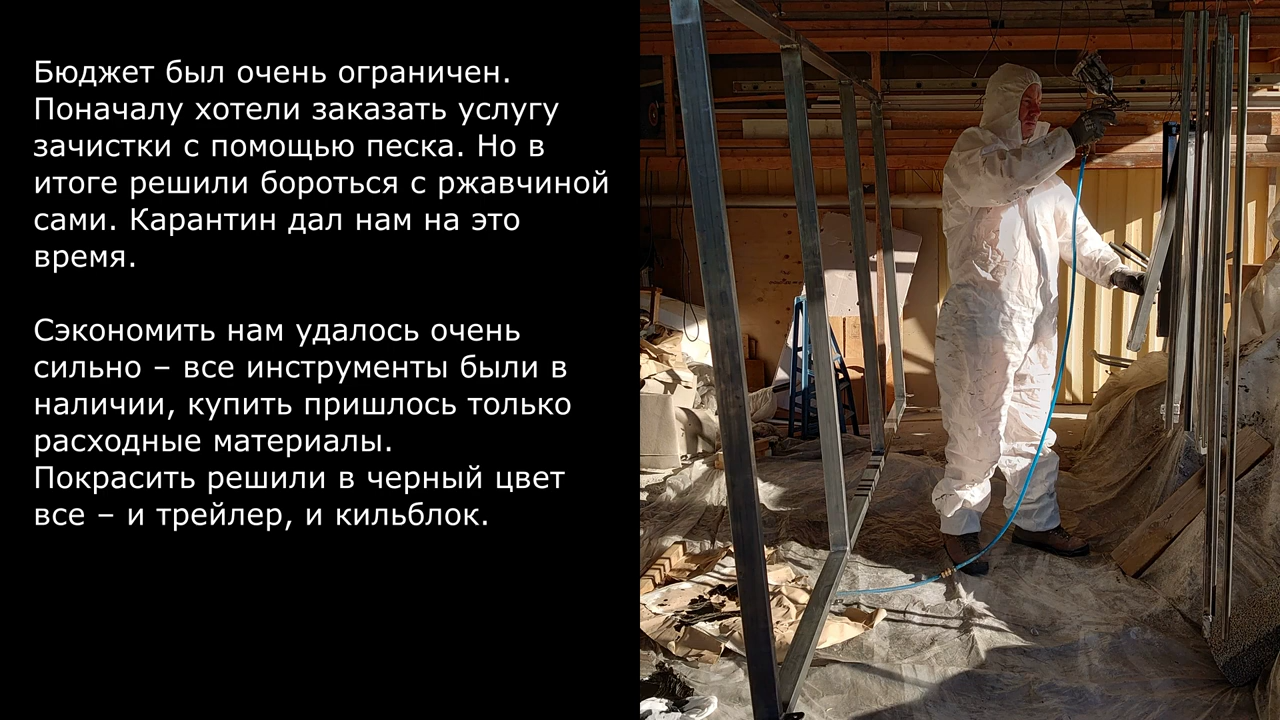 Бюджет был очень ограничен.
Поначалу хотели заказать услугу
зачистки с помощью песка. Но в
итоге решили бороться с ржавчиной
сами. Карантин дал нам на это
время.
Сэкономить нам удалось очень
сильно – все инструменты были в
наличии, купить пришлось только
расходные материалы.
Покрасить решили в черный цвет
все – и трейлер, и кильблок.